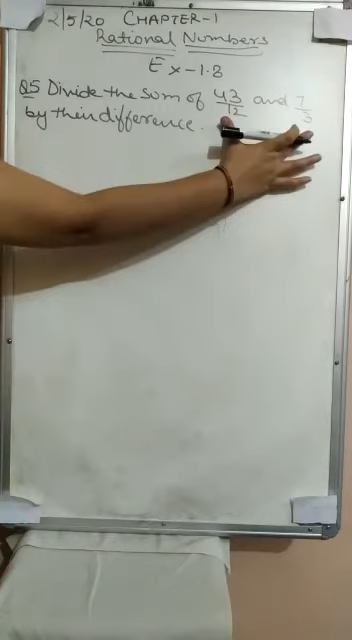 2/5/20 CHAPTER-1
Rational Numbers
Ex-1.8
Q5 Divide the sum of 43/12 and 7/3
by their difference.